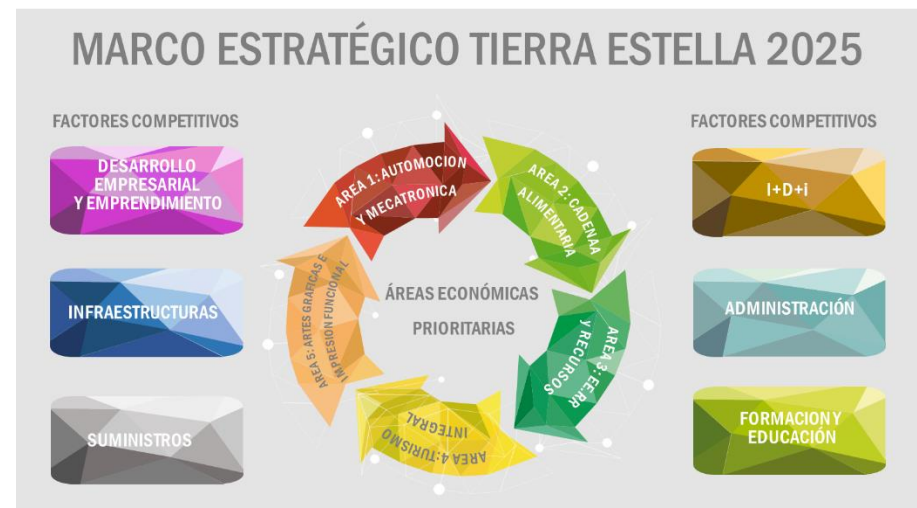 MARCO ESTRATÉGICO TIERRA ESTELLA 2025
FACTORES COMPETITIVOS
DESARROLLO
EMPRESARIAL
Y EMPRENDIMIENTO
INFRAESTRUCTURAS
SUMINISTROS
AREA 1: AUTOMOCION
Y MECATRONICA
AREA 2: CADENAA
ALIMENTARIA
AREA 3: EE.RR
Y RECURSOS
AREA 4: TURISMO
INTEGRAL
AREA 5: ARTES GRAFICAS E
IMPRESION FUNCIONAL
ÁREAS ECONÓMICAS
PRIORITARIAS
FACTORES COMPETITIVOS
I+D+i
ADMINISTRACIÓN
FORMACION Y
EDUCACIÓN